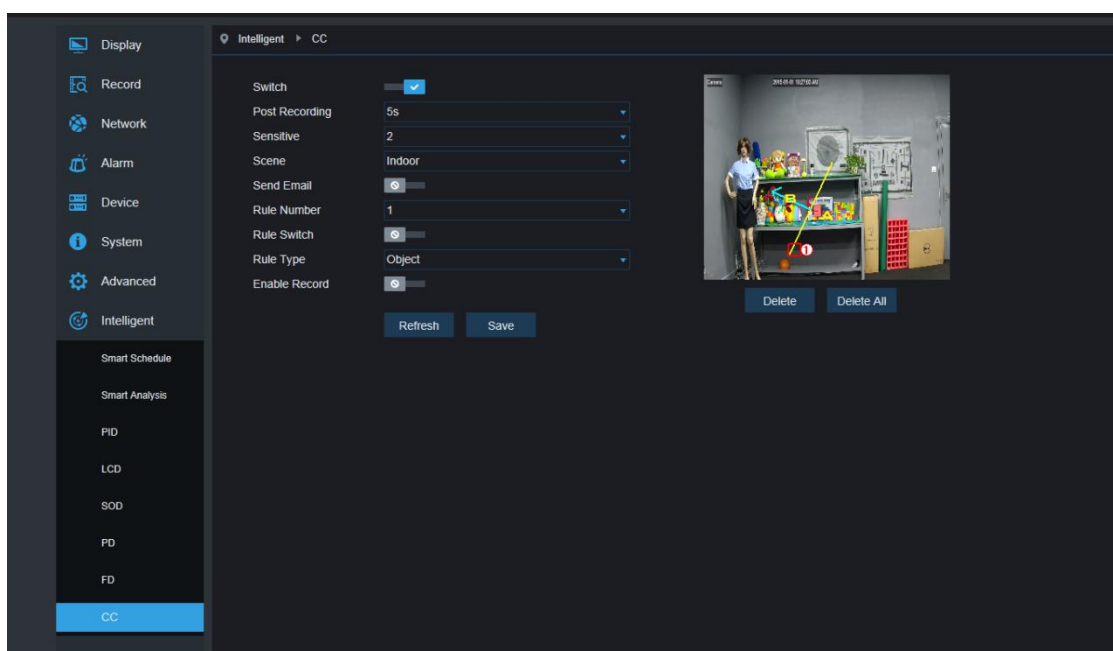 Display
Record
Network
Alarm
Device
System
Advanced
Intelligent
Smart Schedule
Smart Analysis
PID
LCD
SOD
PD
FD
CC
Intelligent CC
Switch
Post Recording 5s
Sensitive 2
Scene Indoor
Send Email
Rule Number 1
Rule Switch
Rule Type Object
Enable Record
Refresh Save
Camera
A
B
1
Delete Delete All